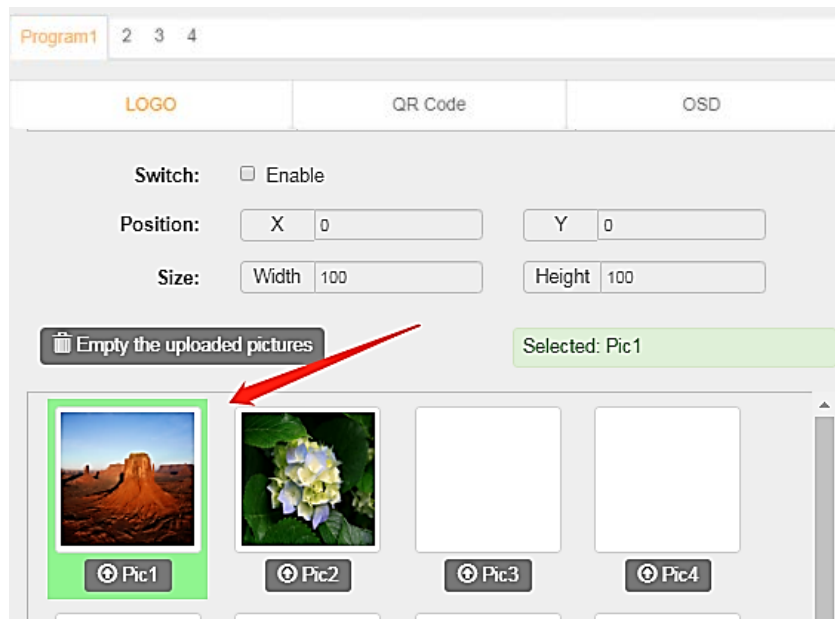 Program1 2 3 4
LOGO QR Code OSD
Switch: Enable
Position: X 0 Y 0
Size: Width 100 Height 100
Empty the uploaded pictures Selected: Pic1
Pic1 Pic2 Pic3 Pic4